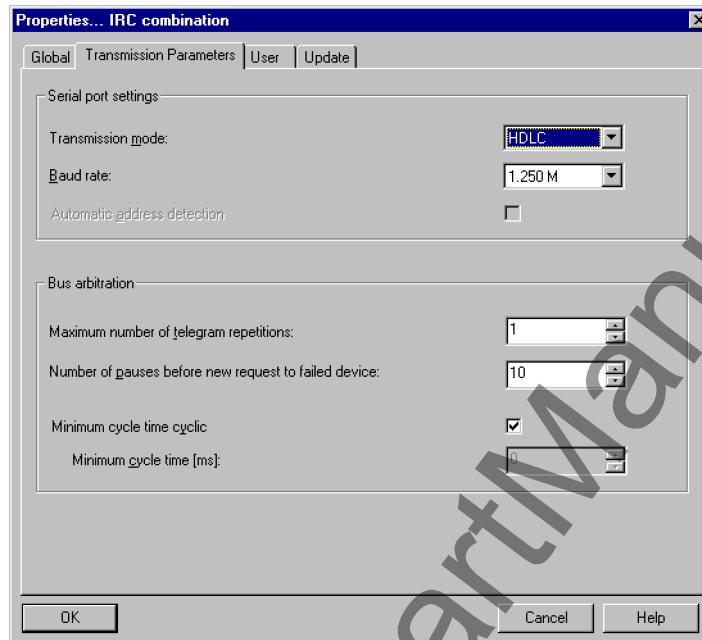 Properties... IRC combination
Global Transmission Parameters User Update
Serial port settings
Transmission mode: HDLC
Baud rate: 1.250 M
Automatic address detection
Bus arbitration
Maximum number of telegram repetitions: 1
Number of pauses before new request to failed device: 10
Minimum cycle time cyclic
Minimum cycle time [ms]: 0
OK Cancel Help
artManu